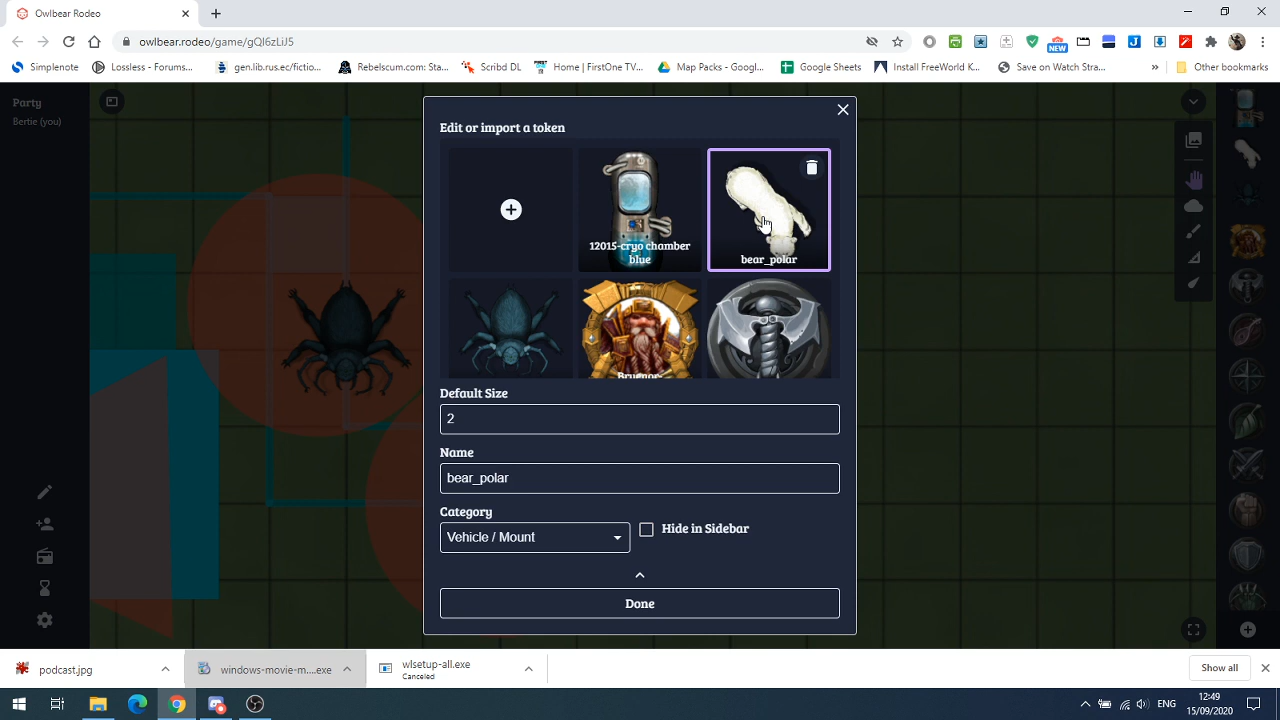 Owlbear Rodeo
owlbear.rodeo/game/gQI6zLiJ5
NEW
Simplenote
Lossless - Forums...
gen.lib.rus.ec/fictio...
Rebelscum.com: Sta...
Scribd DL
Home | FirstOne TV...
Map Packs - Googl...
Google Sheets
Install FreeWorld K...
Save on Watch Stra...
Other bookmarks
Party
Bertie (you)
Edit or import a token
12015-cryo chamber
blue
bear_polar
Default Size
2
Name
bear_polar
Category
Vehicle / Mount
Hide in Sidebar
Done
podcast.jpg
windows-movie-m....exe
wlsetup-all.exe
Canceled
Show all
ENG
12:49
15/09/2020